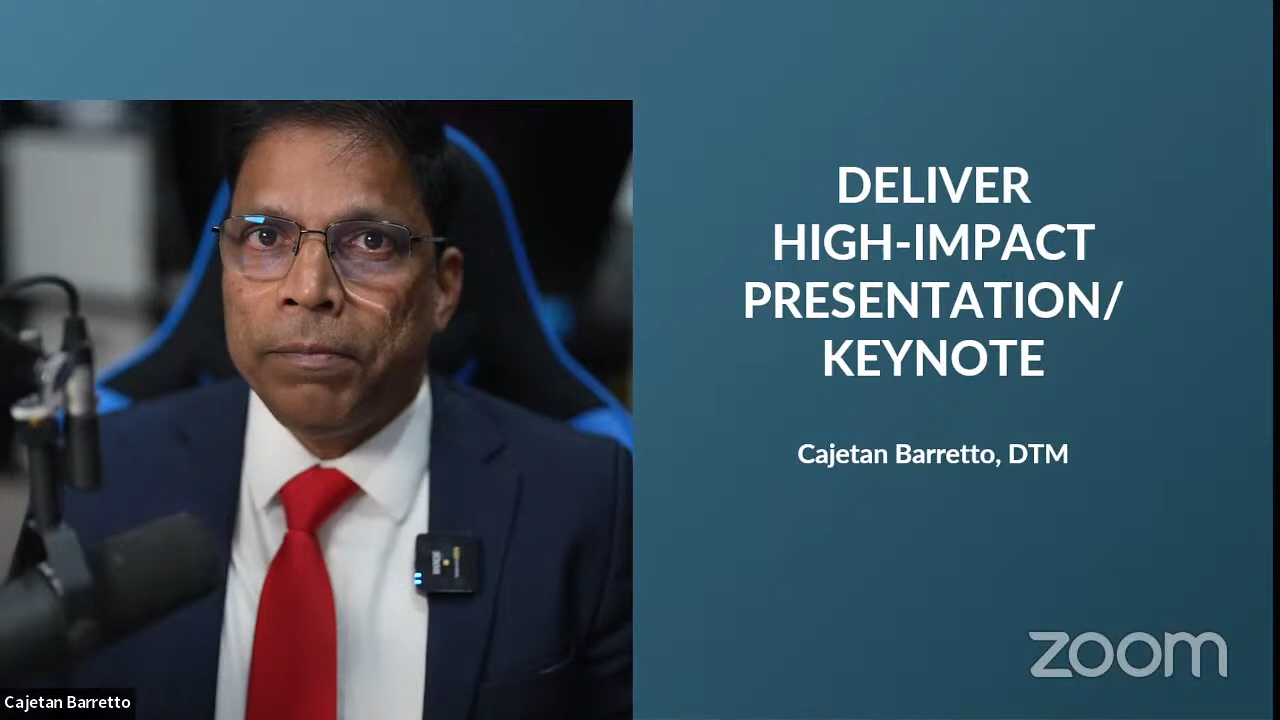 DELIVER
HIGH-IMPACT
PRESENTATION/
KEYNOTE
Cajetan Barretto, DTM
zoom
Cajetan Barretto